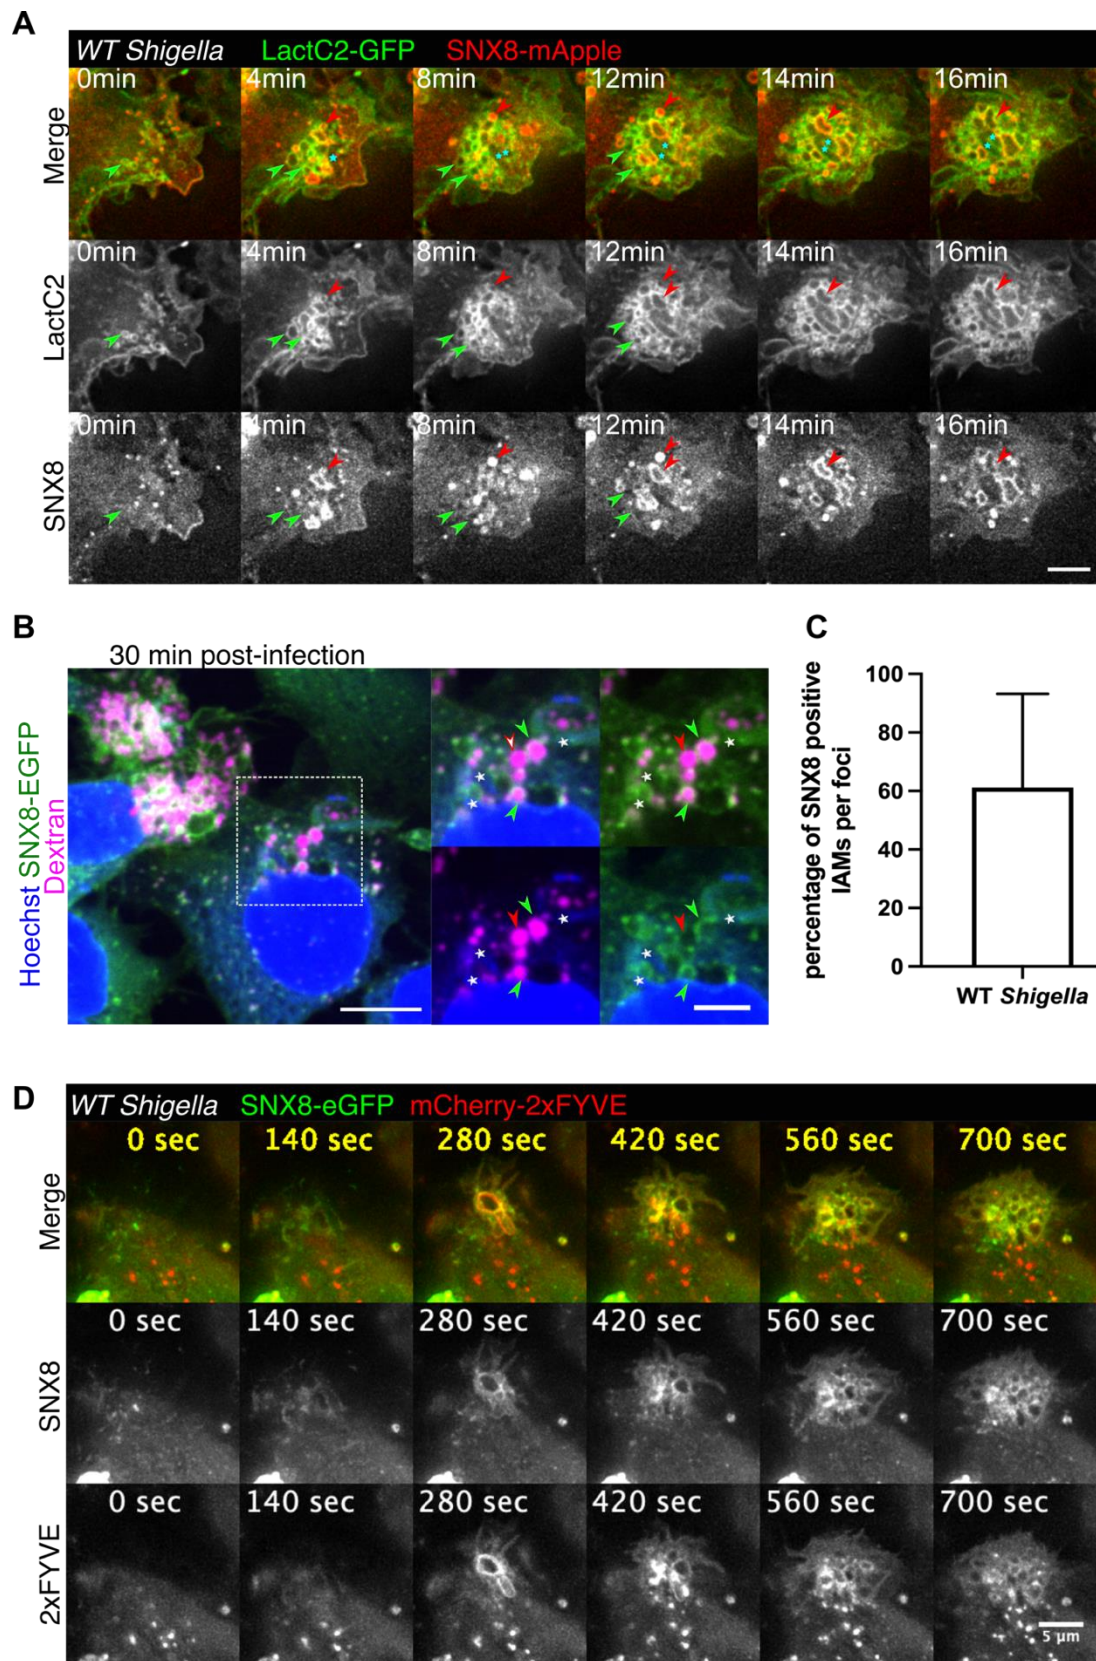 A
WT Shigella LactC2-GFP SNX8-mApple
Merge
0min 4min 8min 12min 14min 16min
LactC2
0min 4min 8min 12min 14min 16min
SNX8
0min 4min 8min 12min 14min 16min
B
30 min post-infection
Hoechst SNX8-EGFP
Dextran
C
percentage of SNX8 positive
IAMs per foci
100
80
60
40
20
0
WT Shigella
D
WT Shigella SNX8-eGFP mCherry-2xFYVE
Merge
0 sec 140 sec 280 sec 420 sec 560 sec 700 sec
SNX8
0 sec 140 sec 280 sec 420 sec 560 sec 700 sec
2xFYVE
0 sec 140 sec 280 sec 420 sec 560 sec 700 sec
5 µm